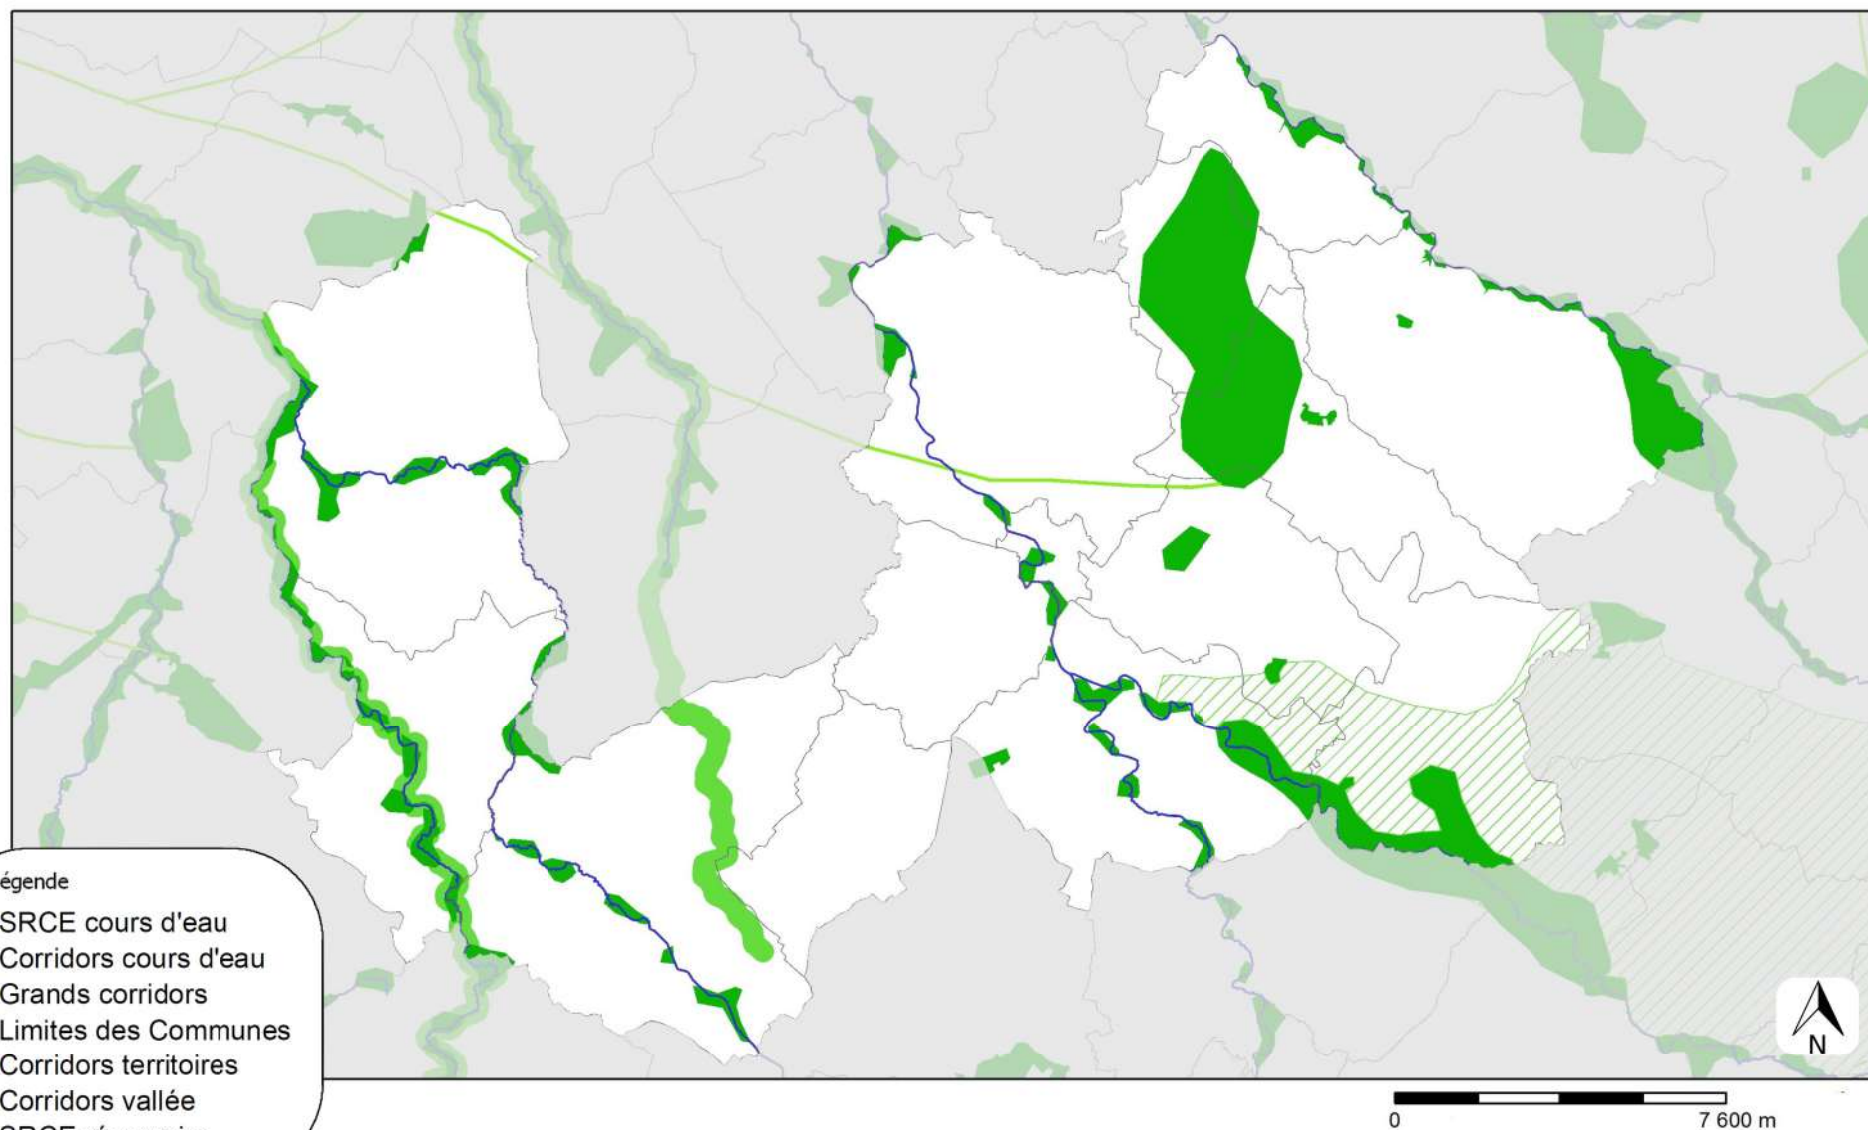 égende
SRCE cours d'eau
Corridors cours d'eau
Grands corridors
Limites des Communes
Corridors territoires
Corridors vallée
N
0 7 600 m